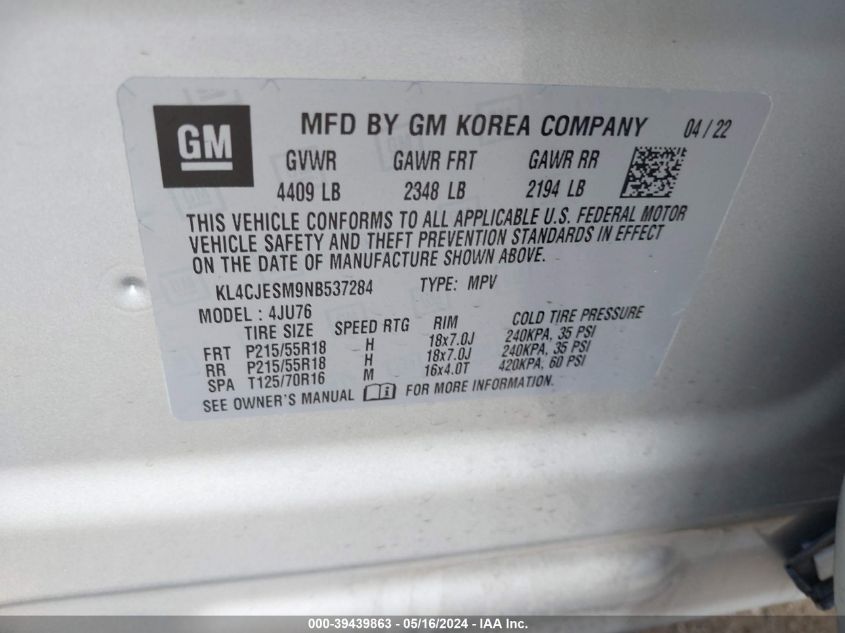 GM
MFD BY GM KOREA COMPANY 04/22
GVWR GAWR FRT GAWR RR
4409 LB 2348 LB 2194 LB
THIS VEHICLE CONFORMS TO ALL APPLICABLE U.S. FEDERAL MOTOR
VEHICLE SAFETY AND THEFT PREVENTION STANDARDS IN EFFECT
ON THE DATE OF MANUFACTURE SHOWN ABOVE.
KL4CJESM9NB537284 TYPE: MPV
MODEL : 4JU76
TIRE SIZE SPEED RTG RIM COLD TIRE PRESSURE
FRT P215/55R18 H 18x7.0J 240KPA, 35 PSI
RR P215/55R18 H 18x7.0J 240KPA, 35 PSI
SPA T125/70R16 M 16x4.0T 420KPA, 60 PSI
SEE OWNER'S MANUAL FOR MORE INFORMATION.
000-39439863 - 05/16/2024 - IAA Inc.